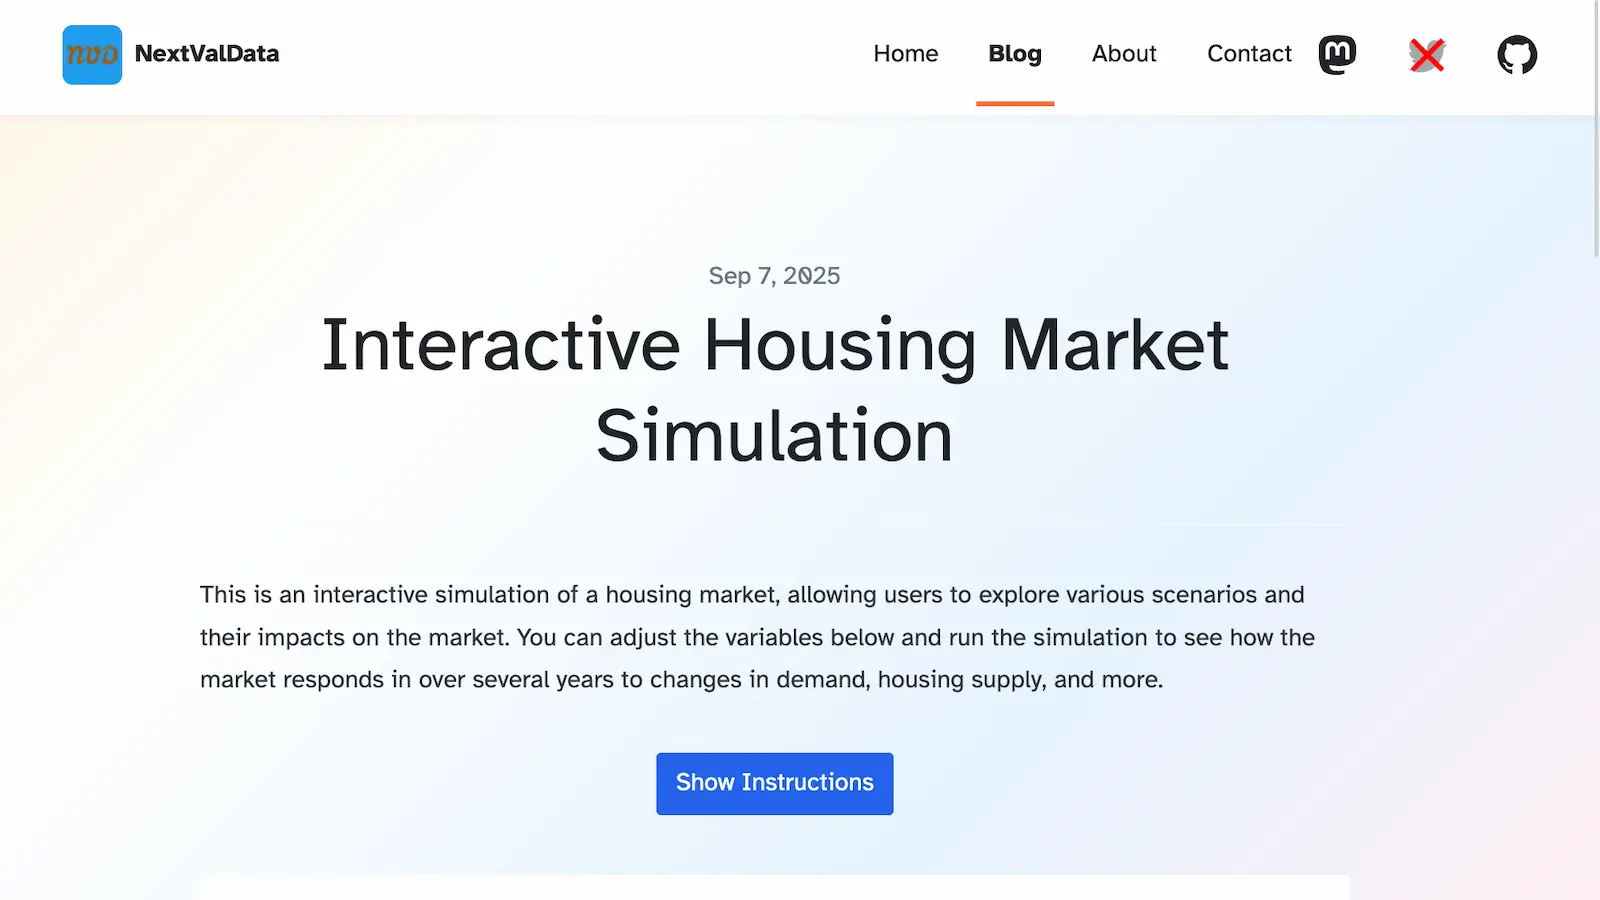 nvd NextValData
Home Blog About Contact
Sep 7, 2025
Interactive Housing Market
Simulation
This is an interactive simulation of a housing market, allowing users to explore various scenarios and
their impacts on the market. You can adjust the variables below and run the simulation to see how the
market responds in over several years to changes in demand, housing supply, and more.
Show Instructions